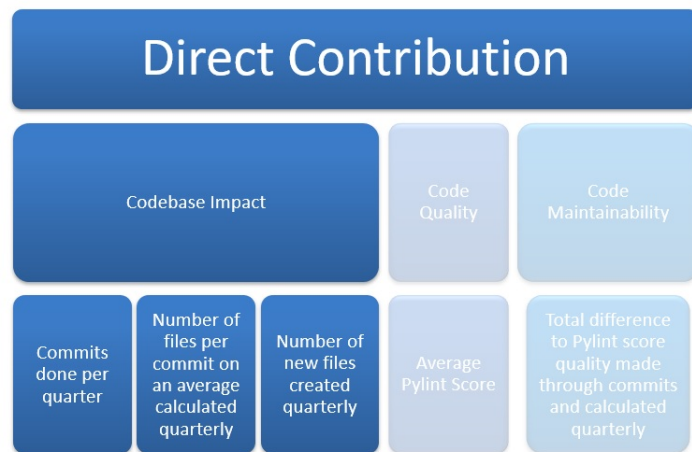 Direct Contribution
Codebase Impact
Code
Quality
Code
Maintainability
Commits
done per
quarter
Number of
files per
commit on
an average
calculated
quarterly
Number of
new files
created
quarterly
Average
Pylint Score
Total difference
to Pylint score
quality made
through commits
and calculated
quarterly